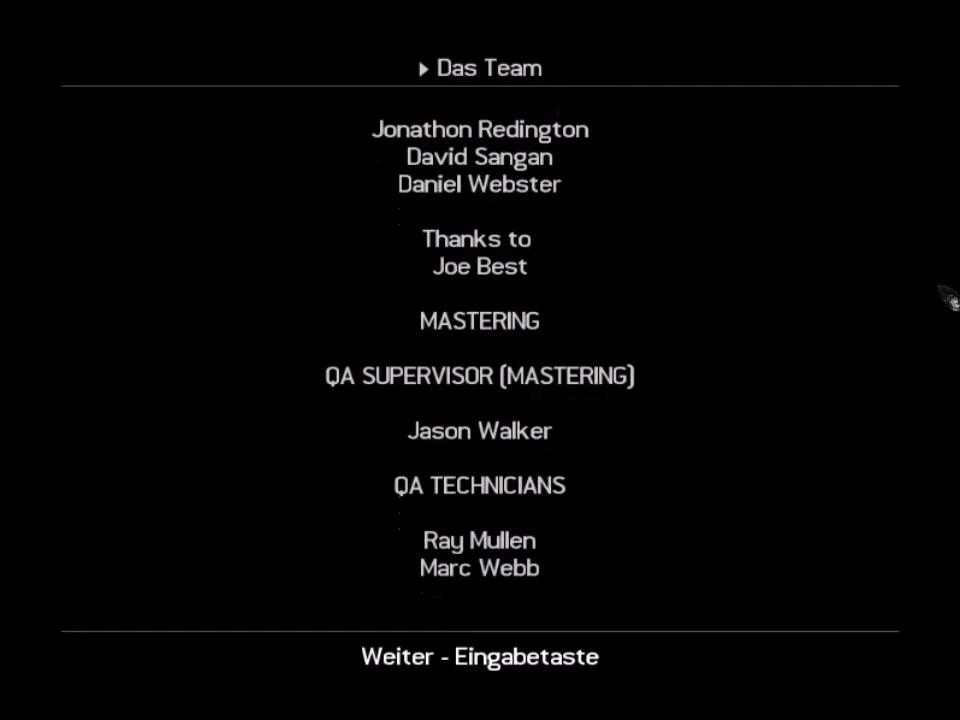 Das Team
Jonathon Redington
David Sangan
Daniel Webster
Thanks to
Joe Best
MASTERING
QA SUPERVISOR (MASTERING)
Jason Walker
QA TECHNICIANS
Ray Mullen
Marc Webb
Weiter - Eingabetaste